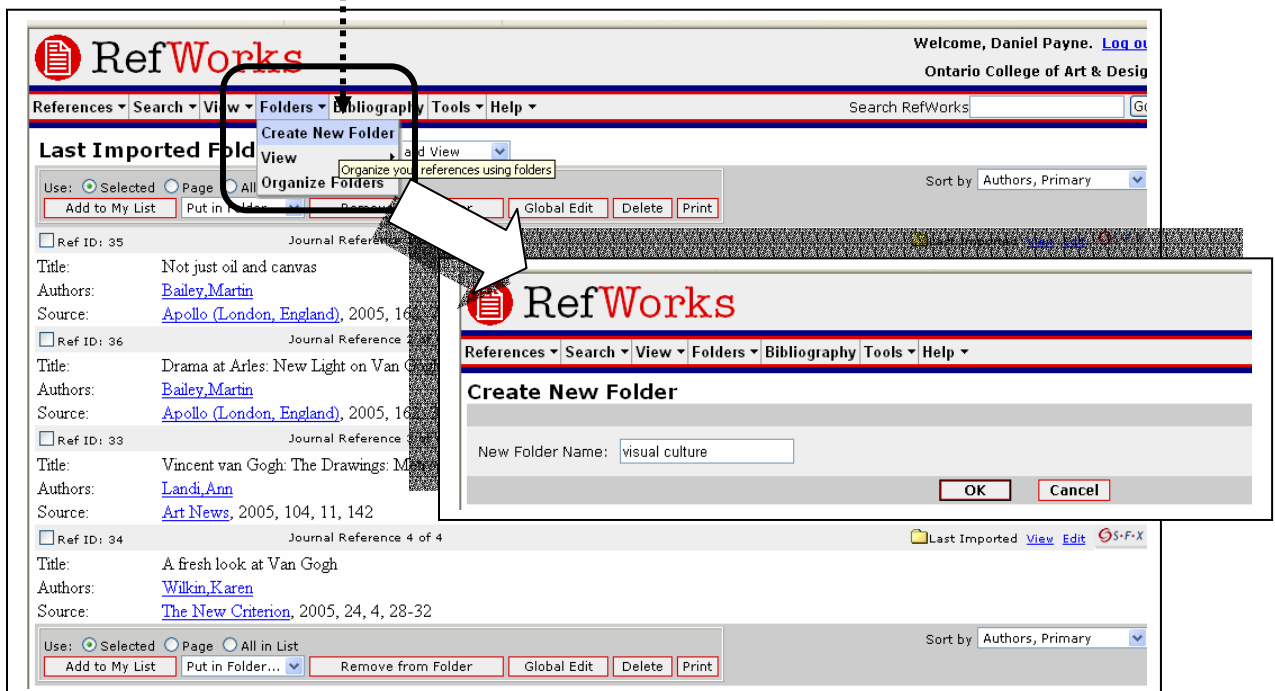 RefWorks
Welcome, Daniel Payne. Log
Ontario College of Art &
References Search View Folders Bibliography Tools Help
Search RefWorks
Last Imported
and View
Create New Folder
View
Organize your references using folders
Organize Folders
Use: Selected Page All
Sort by Authors, Primary
Add to My List Put in Folder Global Edit Delete Print
Ref ID: 35 Journal Reference
Last Imported View Edit S·F·X
Title: Not just oil and canvas
Authors: Bailey,Martin
Source: Apollo (London, England), 2005,
Ref ID: 36 Journal Reference
Title: Drama at Arles: New Light on Van
Authors: Bailey,Martin
Source: Apollo (London, England), 2005,
Ref ID: 33 Journal Reference
Title: Vincent van Gogh: The Drawings:
Authors: Landi,Ann
Source: Art News, 2005, 104, 11, 142
RefWorks
References Search View Folders Bibliography Tools Help
Create New Folder
New Folder Name: visual culture
OK Cancel
Ref ID: 34 Journal Reference 4 of 4 Last Imported View Edit S·F·X
Title: A fresh look at Van Gogh
Authors: Wilkin,Karen
Source: The New Criterion, 2005, 24, 4, 28-32
Use: Selected Page All in List
Sort by Authors, Primary
Add to My List Put in Folder... Remove from Folder Global Edit Delete Print